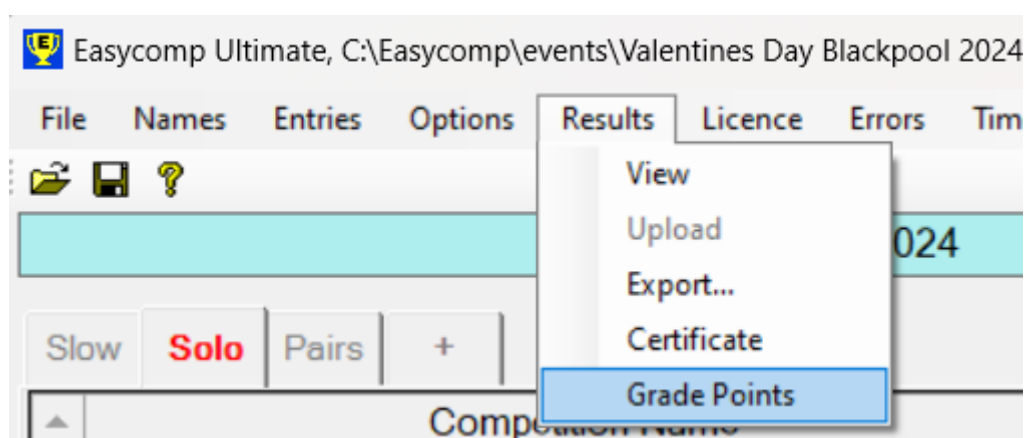 Easycomp Ultimate, C:\Easycomp\events\Valentines Day Blackpool 2024
File Names Entries Options Results Licence Errors Tim
View
Upload
024
Export...
Slow Solo Pairs +
Certificate
Grade Points